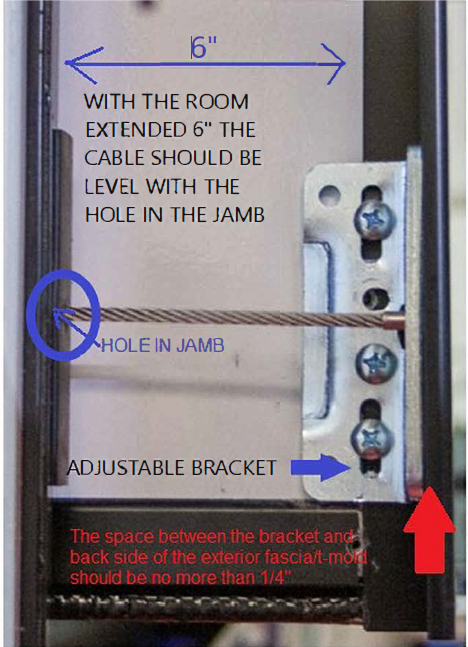 6"
WITH THE ROOM
EXTENDED 6" THE
CABLE SHOULD BE
LEVEL WITH THE
HOLE IN THE JAMB
HOLE IN JAMB
ADJUSTABLE BRACKET
The space between the bracket and
back side of the exterior fascia/t-mold
should be no more than 1/4"